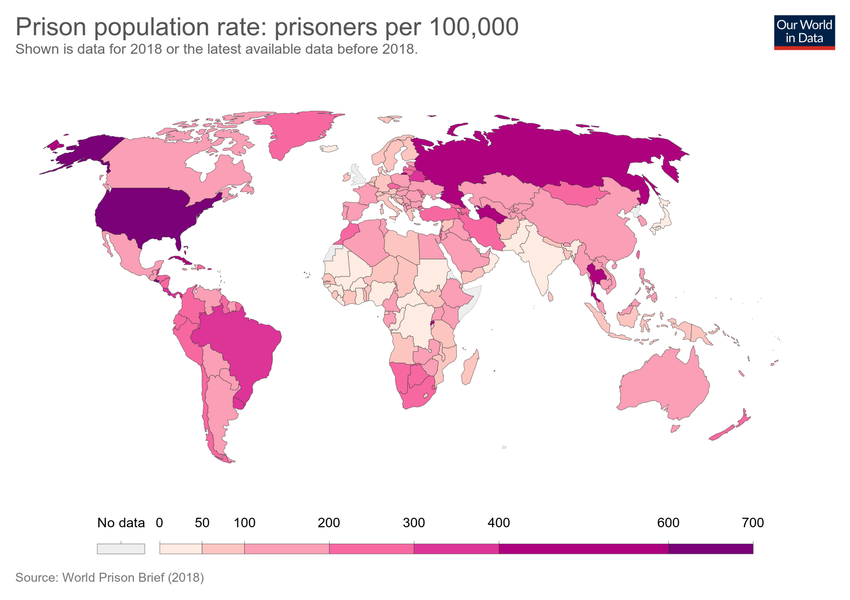 Prison population rate: prisoners per 100,000
Shown is data for 2018 or the latest available data before 2018.
Our World
in Data
No data 0 50 100 200 300 400 600 700
Source: World Prison Brief (2018)